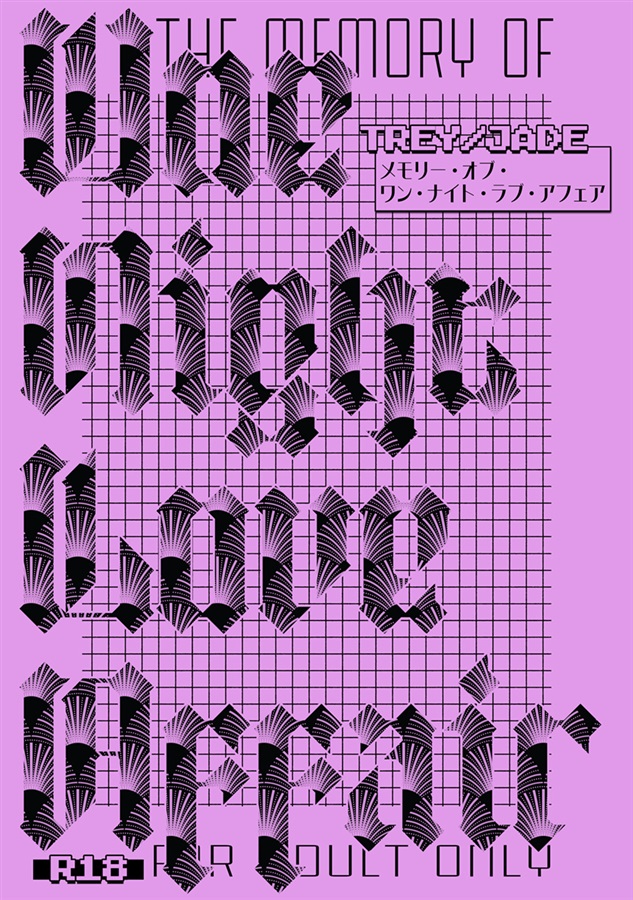 THE MEMORY OF
One
TREY//JADE
メモリー・オブ・
ワン・ナイト・ラブ・アフェア
Night
Love
Affair
R18
FOR ADULT ONLY